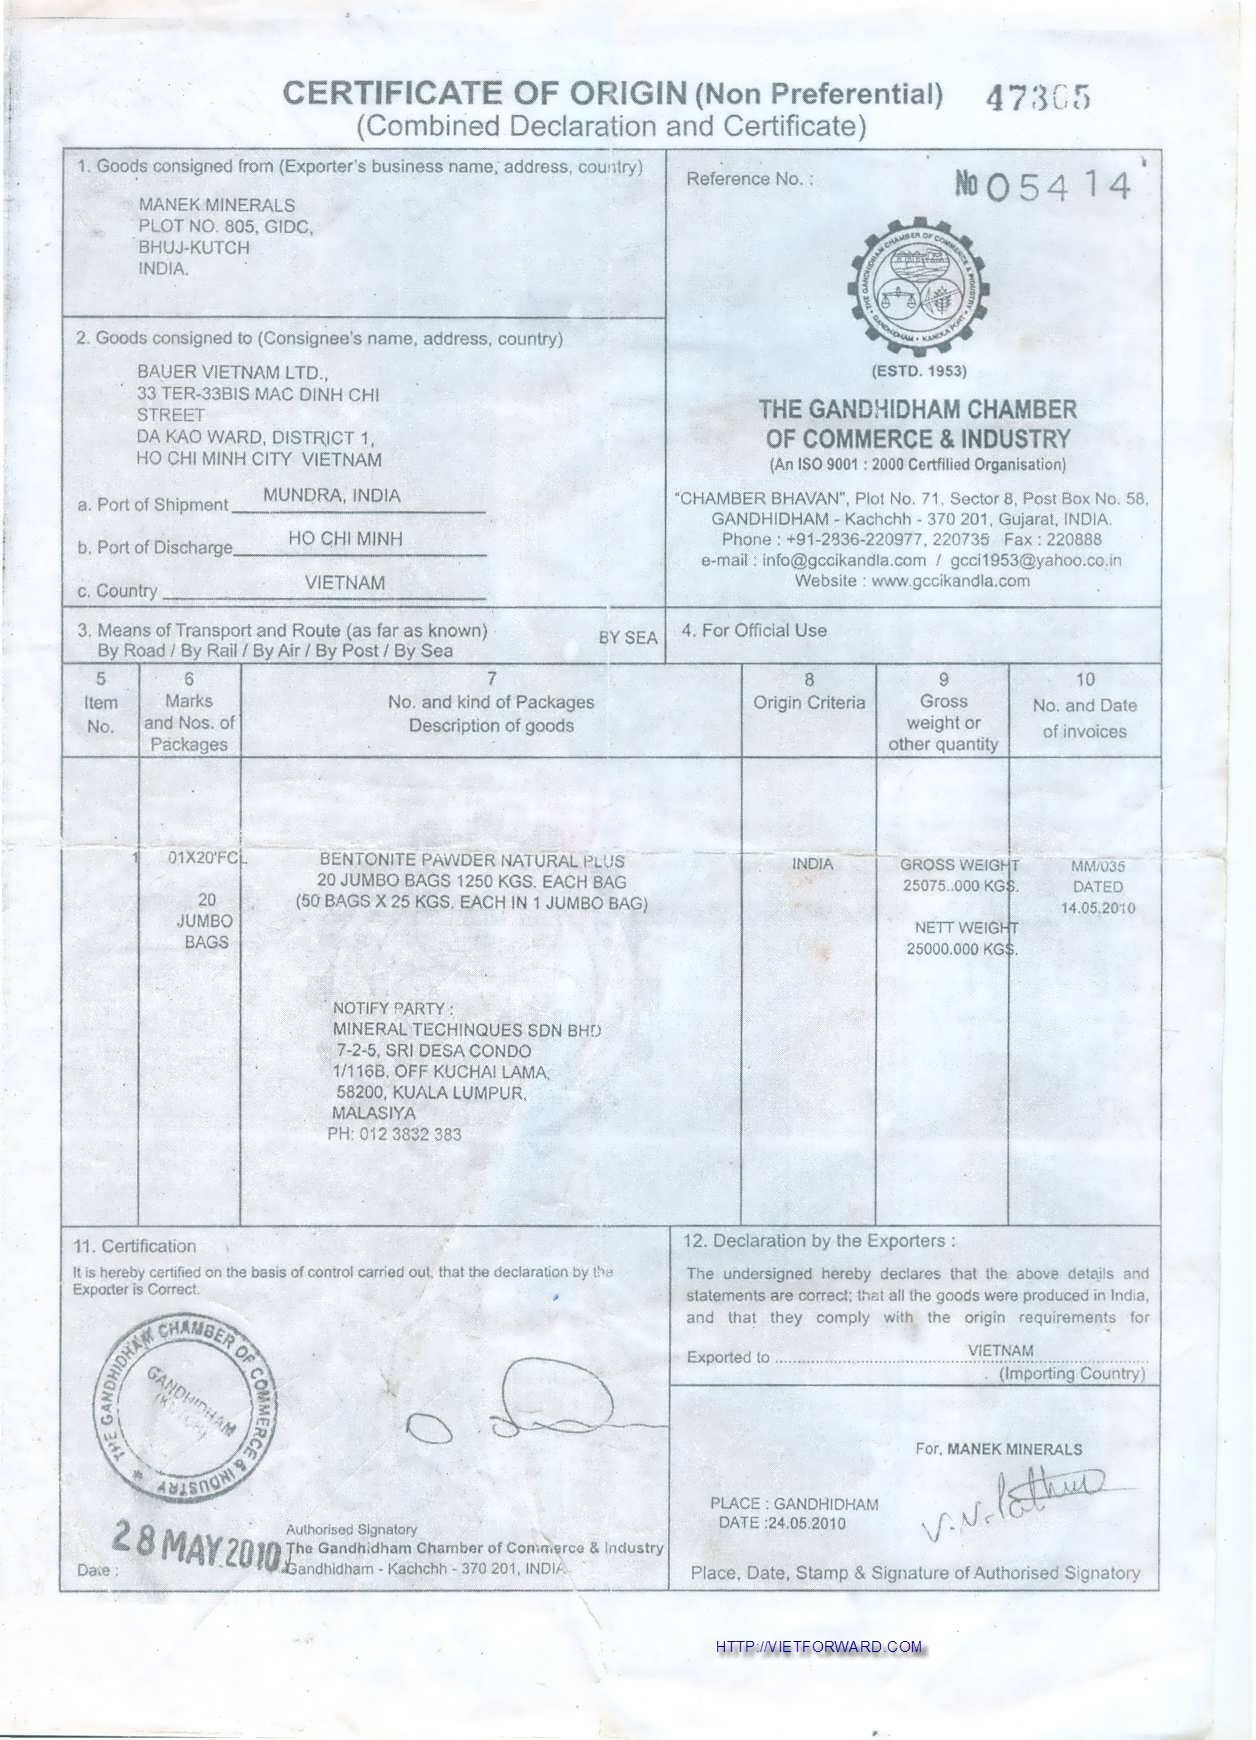 CERTIFICATE OF ORIGIN (Non Preferential) 47365
(Combined Declaration and Certificate)
1. Goods consigned from (Exporter's business name, address, country)
MANEK MINERALS
PLOT NO. 805, GIDC,
BHUJ-KUTCH
INDIA.
Reference No. :
No 05414
THE GANDHIDHAM CHAMBER OF COMMERCE & INDUSTRY
GANDHIDHAM • KANDLA PORT
(ESTD. 1953)
THE GANDHIDHAM CHAMBER
OF COMMERCE & INDUSTRY
(An ISO 9001 : 2000 Certfilied Organisation)
"CHAMBER BHAVAN", Plot No. 71, Sector 8, Post Box No. 58,
GANDHIDHAM - Kachchh - 370 201, Gujarat, INDIA.
Phone : +91-2836-220977, 220735 Fax : 220888
e-mail : info@gccikandla.com / gcci1953@yahoo.co.in
Website : www.gccikandla.com
2. Goods consigned to (Consignee's name, address, country)
BAUER VIETNAM LTD.,
33 TER-33BIS MAC DINH CHI
STREET
DA KAO WARD, DISTRICT 1,
HO CHI MINH CITY VIETNAM
a. Port of Shipment MUNDRA, INDIA
b. Port of Discharge HO CHI MINH
c. Country VIETNAM
3. Means of Transport and Route (as far as known)
By Road / By Rail / By Air / By Post / By Sea
BY SEA
4. For Official Use
5
Item
No.
6
Marks
and Nos. of
Packages
7
No. and kind of Packages
Description of goods
8
Origin Criteria
9
Gross
weight or
other quantity
10
No. and Date
of invoices
1
01X20'FCL
20
JUMBO
BAGS
BENTONITE PAWDER NATURAL PLUS
20 JUMBO BAGS 1250 KGS. EACH BAG
(50 BAGS X 25 KGS. EACH IN 1 JUMBO BAG)
INDIA
GROSS WEIGHT
25075..000 KGS.
NETT WEIGHT
25000.000 KGS.
MM/035
DATED
14.05.2010
NOTIFY PARTY :
MINERAL TECHINQUES SDN BHD
7-2-5, SRI DESA CONDO
1/116B, OFF KUCHAI LAMA,
58200, KUALA LUMPUR,
MALASIYA
PH: 012 3832 383
11. Certification
It is hereby certified on the basis of control carried out, that the declaration by the
Exporter is Correct.
THE GANDHIDHAM CHAMBER OF COMMERCE & INDUSTRY
GANDHIDHAM
(KUTCH)
28 MAY 2010
Date :
Authorised Signatory
The Gandhidham Chamber of Commerce & Industry
Gandhidham - Kachchh - 370 201, INDIA
12. Declaration by the Exporters :
The undersigned hereby declares that the above details and
statements are correct; that all the goods were produced in India,
and that they comply with the origin requirements for
Exported to VIETNAM
(Importing Country)
For, MANEK MINERALS
PLACE : GANDHIDHAM
DATE :24.05.2010
Place, Date, Stamp & Signature of Authorised Signatory
HTTP://VIETFORWARD.COM